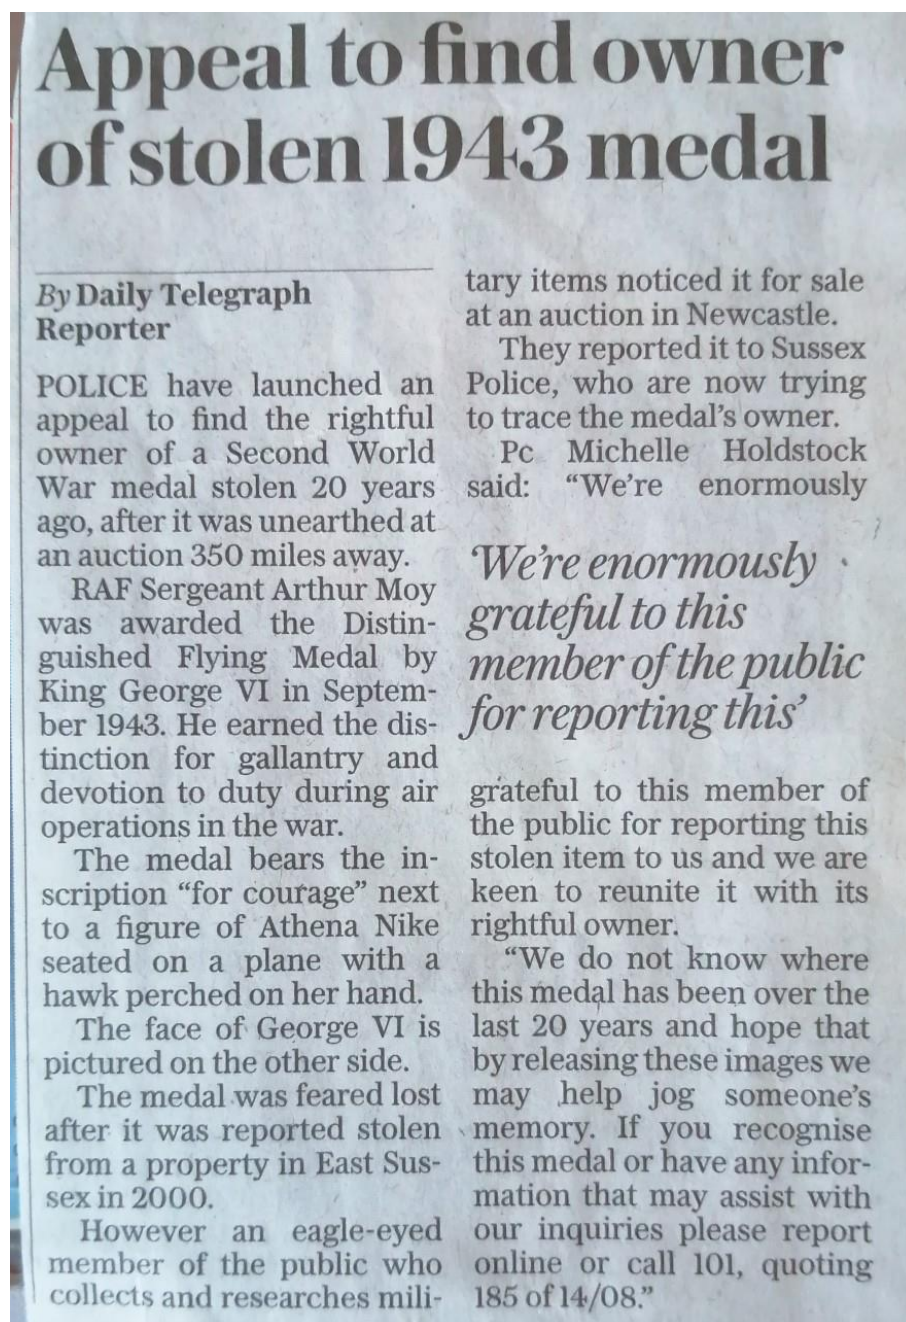 Appeal to find owner
of stolen 1943 medal
By Daily Telegraph
Reporter
POLICE have launched an
appeal to find the rightful
owner of a Second World
War medal stolen 20 years
ago, after it was unearthed at
an auction 350 miles away.
RAF Sergeant Arthur Moy
was awarded the Distin-
guished Flying Medal by
King George VI in Septem-
ber 1943. He earned the dis-
tinction for gallantry and
devotion to duty during air
operations in the war.
The medal bears the in-
scription “for courage” next
to a figure of Athena Nike
seated on a plane with a
hawk perched on her hand.
The face of George VI is
pictured on the other side.
The medal was feared lost
after it was reported stolen
from a property in East Sus-
sex in 2000.
However an eagle-eyed
member of the public who
collects and researches mili-
tary items noticed it for sale
at an auction in Newcastle.
They reported it to Sussex
Police, who are now trying
to trace the medal’s owner.
Pc Michelle Holdstock
said: “We’re enormously
‘We’re enormously
grateful to this
member of the public
for reporting this’
grateful to this member of
the public for reporting this
stolen item to us and we are
keen to reunite it with its
rightful owner.
“We do not know where
this medal has been over the
last 20 years and hope that
by releasing these images we
may help jog someone’s
memory. If you recognise
this medal or have any infor-
mation that may assist with
our inquiries please report
online or call 101, quoting
185 of 14/08.”